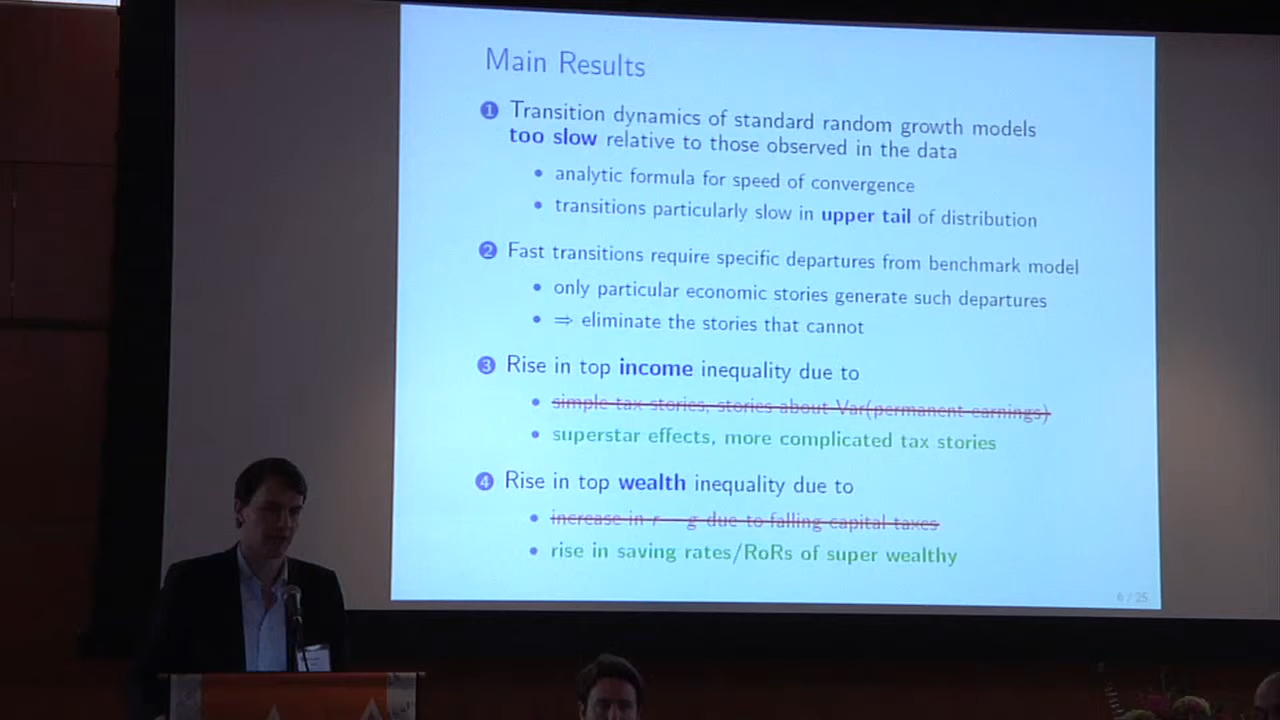 Main Results
1 Transition dynamics of standard random growth models
too slow relative to those observed in the data
• analytic formula for speed of convergence
• transitions particularly slow in upper tail of distribution
2 Fast transitions require specific departures from benchmark model
• only particular economic stories generate such departures
• ⇒ eliminate the stories that cannot
3 Rise in top income inequality due to
• simple tax stories, stories about Var(permanent earnings)
• superstar effects, more complicated tax stories
4 Rise in top wealth inequality due to
• increase in r − g due to falling capital taxes
• rise in saving rates/RoRs of super wealthy
6 / 25